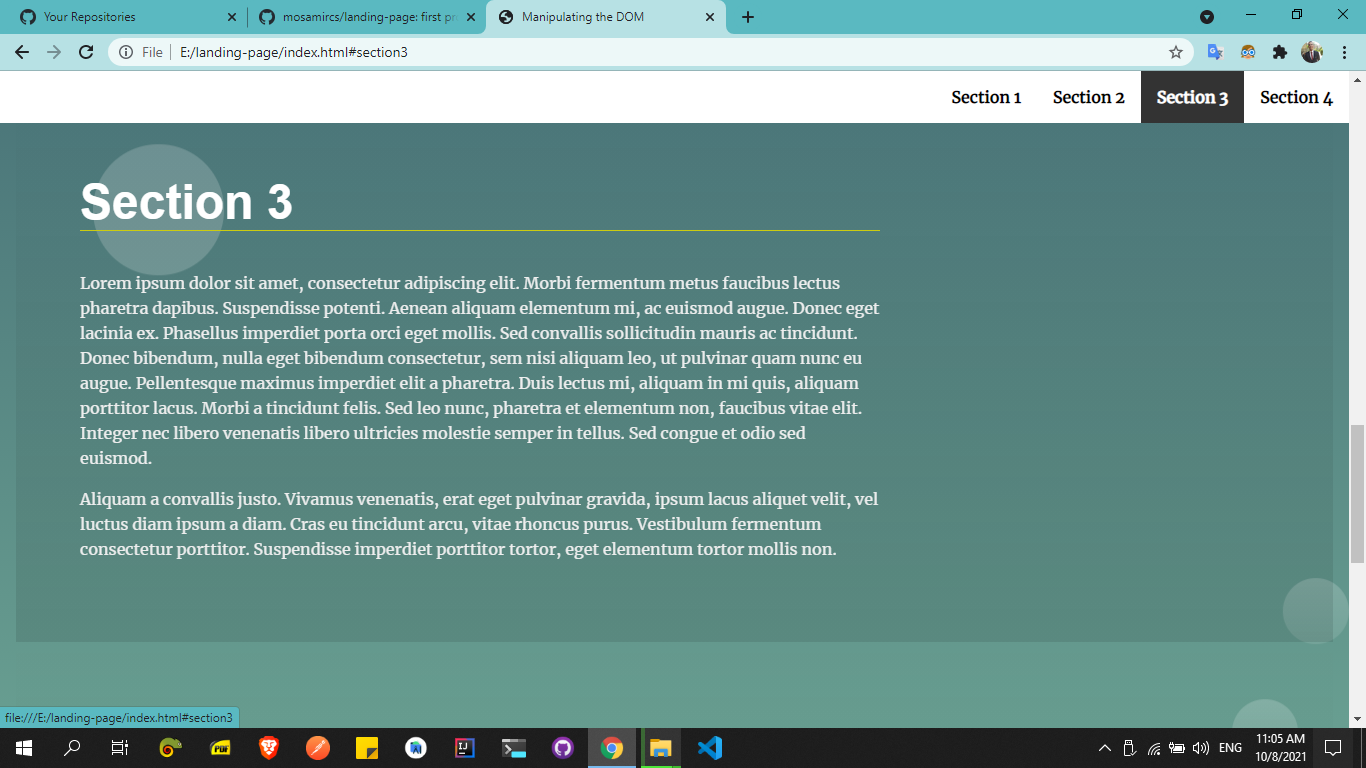 Your Repositories
mosamircs/landing-page: first pr
Manipulating the DOM
File
E:/landing-page/index.html#section3
Section 1
Section 2
Section 3
Section 4
Section 3
Lorem ipsum dolor sit amet, consectetur adipiscing elit. Morbi fermentum metus faucibus lectus
pharetra dapibus. Suspendisse potenti. Aenean aliquam elementum mi, ac euismod augue. Donec eget
lacinia ex. Phasellus imperdiet porta orci eget mollis. Sed convallis sollicitudin mauris ac tincidunt.
Donec bibendum, nulla eget bibendum consectetur, sem nisi aliquam leo, ut pulvinar quam nunc eu
augue. Pellentesque maximus imperdiet elit a pharetra. Duis lectus mi, aliquam in mi quis, aliquam
porttitor lacus. Morbi a tincidunt felis. Sed leo nunc, pharetra et elementum non, faucibus vitae elit.
Integer nec libero venenatis libero ultricies molestie semper in tellus. Sed congue et odio sed
euismod.
Aliquam a convallis justo. Vivamus venenatis, erat eget pulvinar gravida, ipsum lacus aliquet velit, vel
luctus diam ipsum a diam. Cras eu tincidunt arcu, vitae rhoncus purus. Vestibulum fermentum
consectetur porttitor. Suspendisse imperdiet porttitor tortor, eget elementum tortor mollis non.
file:///E:/landing-page/index.html#section3
PDF
IJ
ENG
11:05 AM
10/8/2021